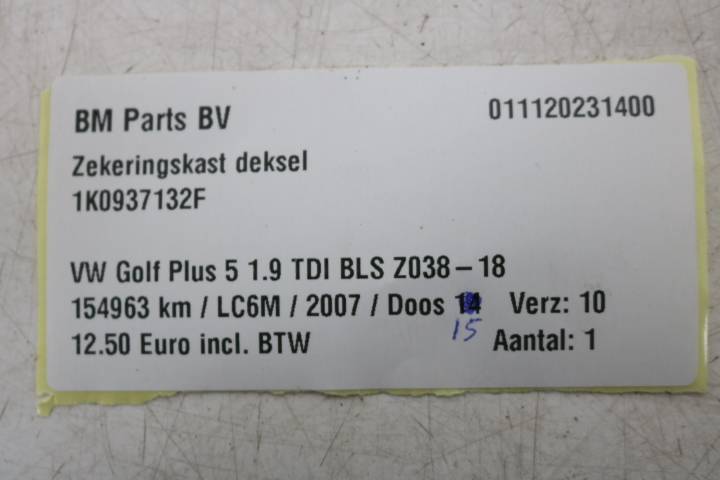 BM Parts BV 011120231400
Zekeringskast deksel
1K0937132F
VW Golf Plus 5 1.9 TDI BLS Z038-18
154963 km / LC6M / 2007 / Doos 14 Verz: 10
15
12.50 Euro incl. BTW Aantal: 1